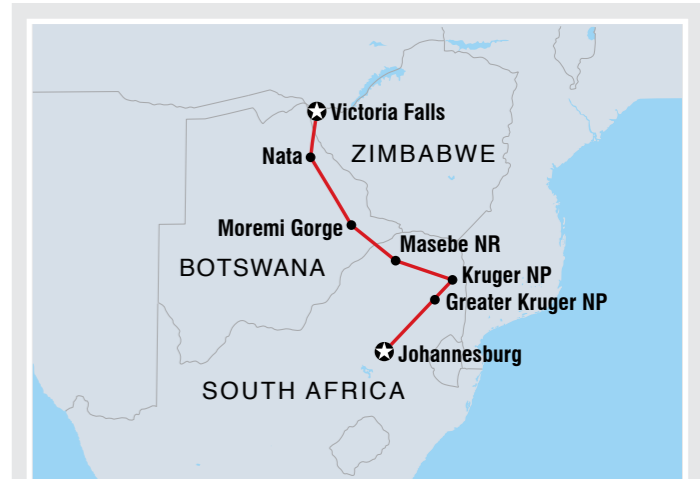 Victoria Falls
Nata
ZIMBABWE
Moremi Gorge
Masebe NR
BOTSWANA
Kruger NP
Greater Kruger NP
Johannesburg
SOUTH AFRICA